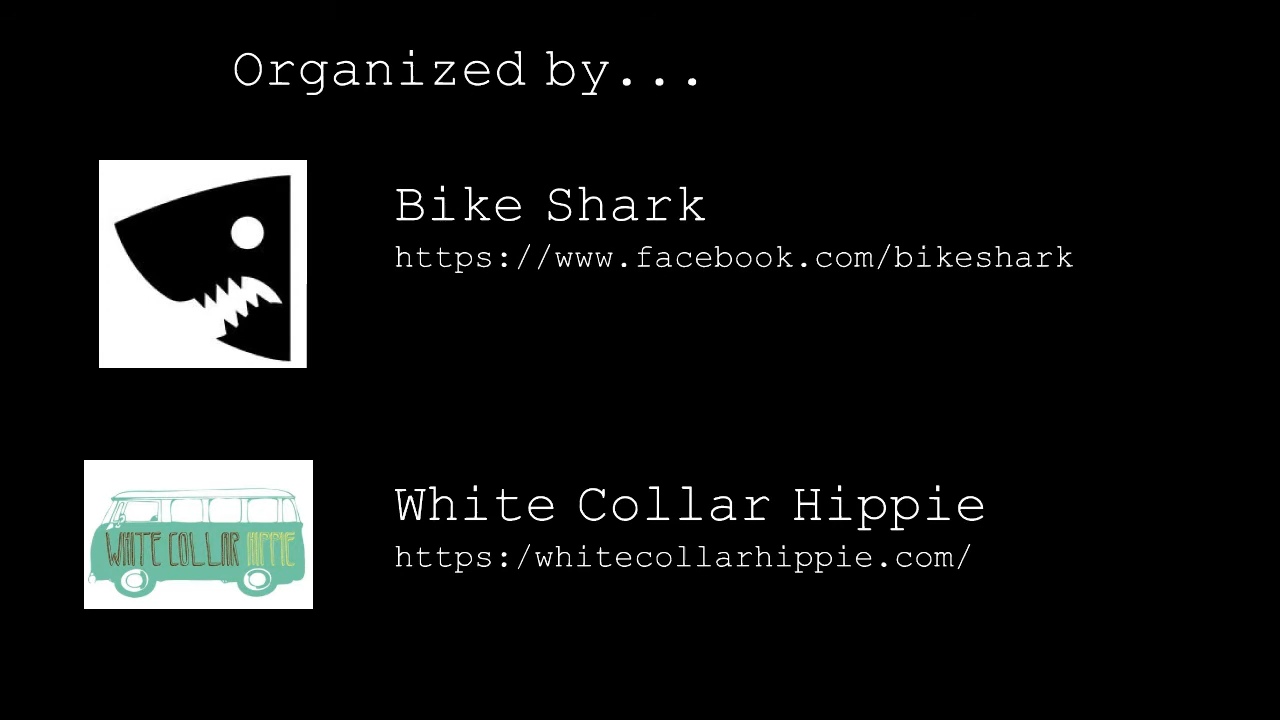 Organized by...
Bike Shark
https://www.facebook.com/bikeshark
White Collar Hippie
https:/whitecollarhippie.com/
WHITE COLLAR HIPPIE